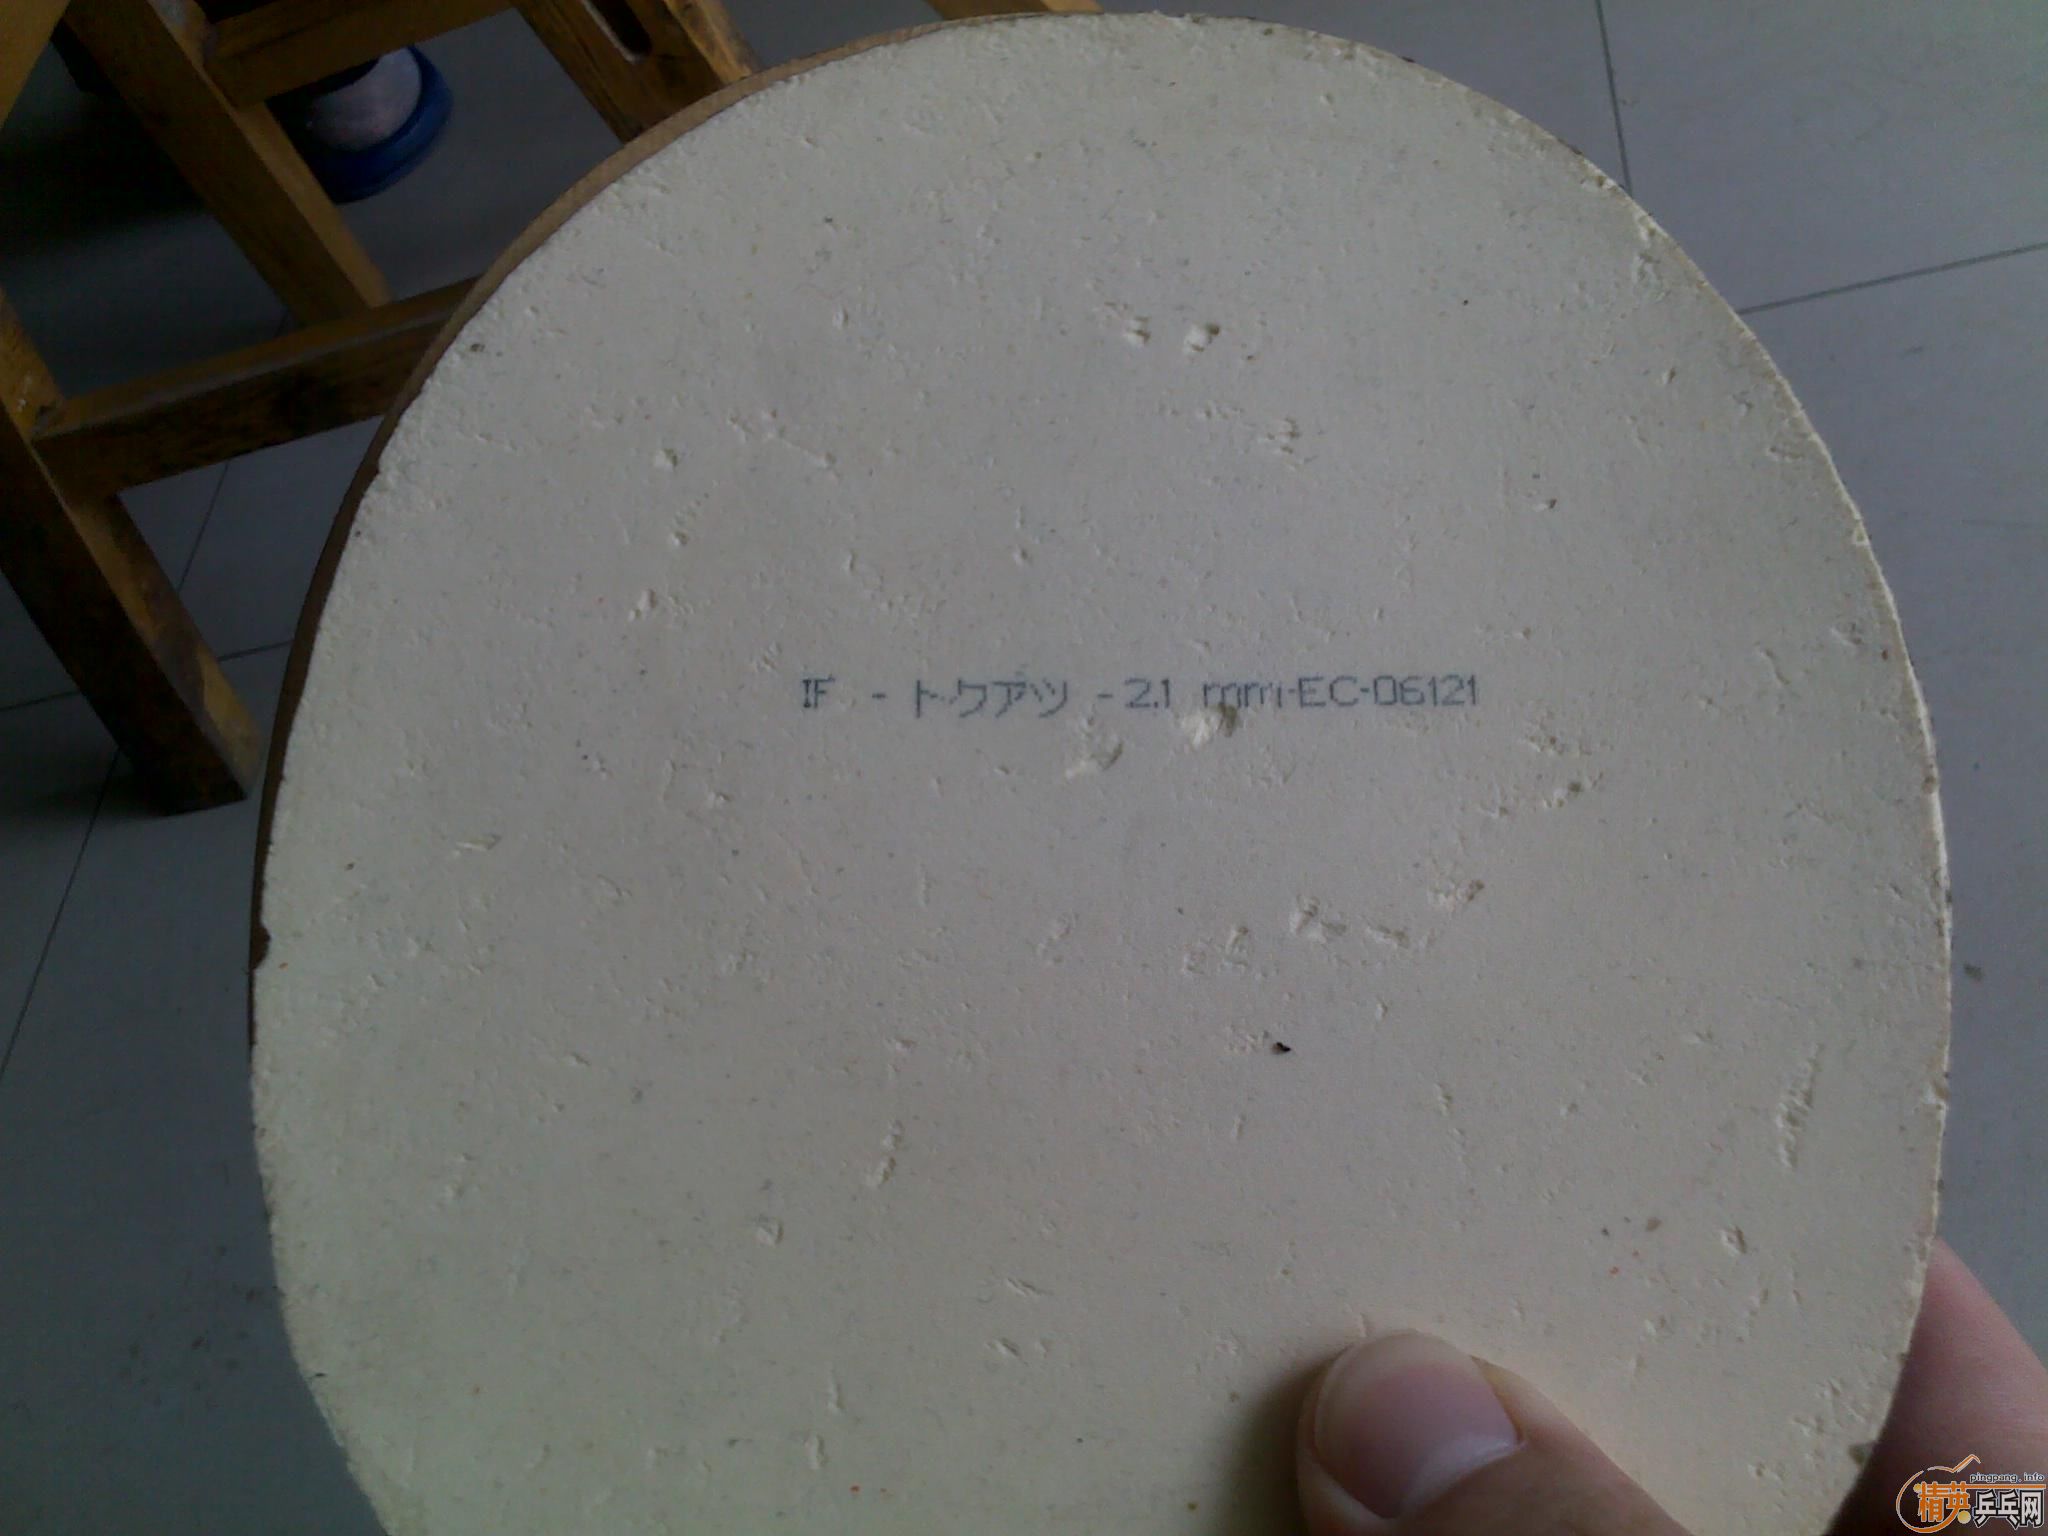 IF - トクアツ - 2.1 mm-EC-06121
pingpang.info
精英乒乓网